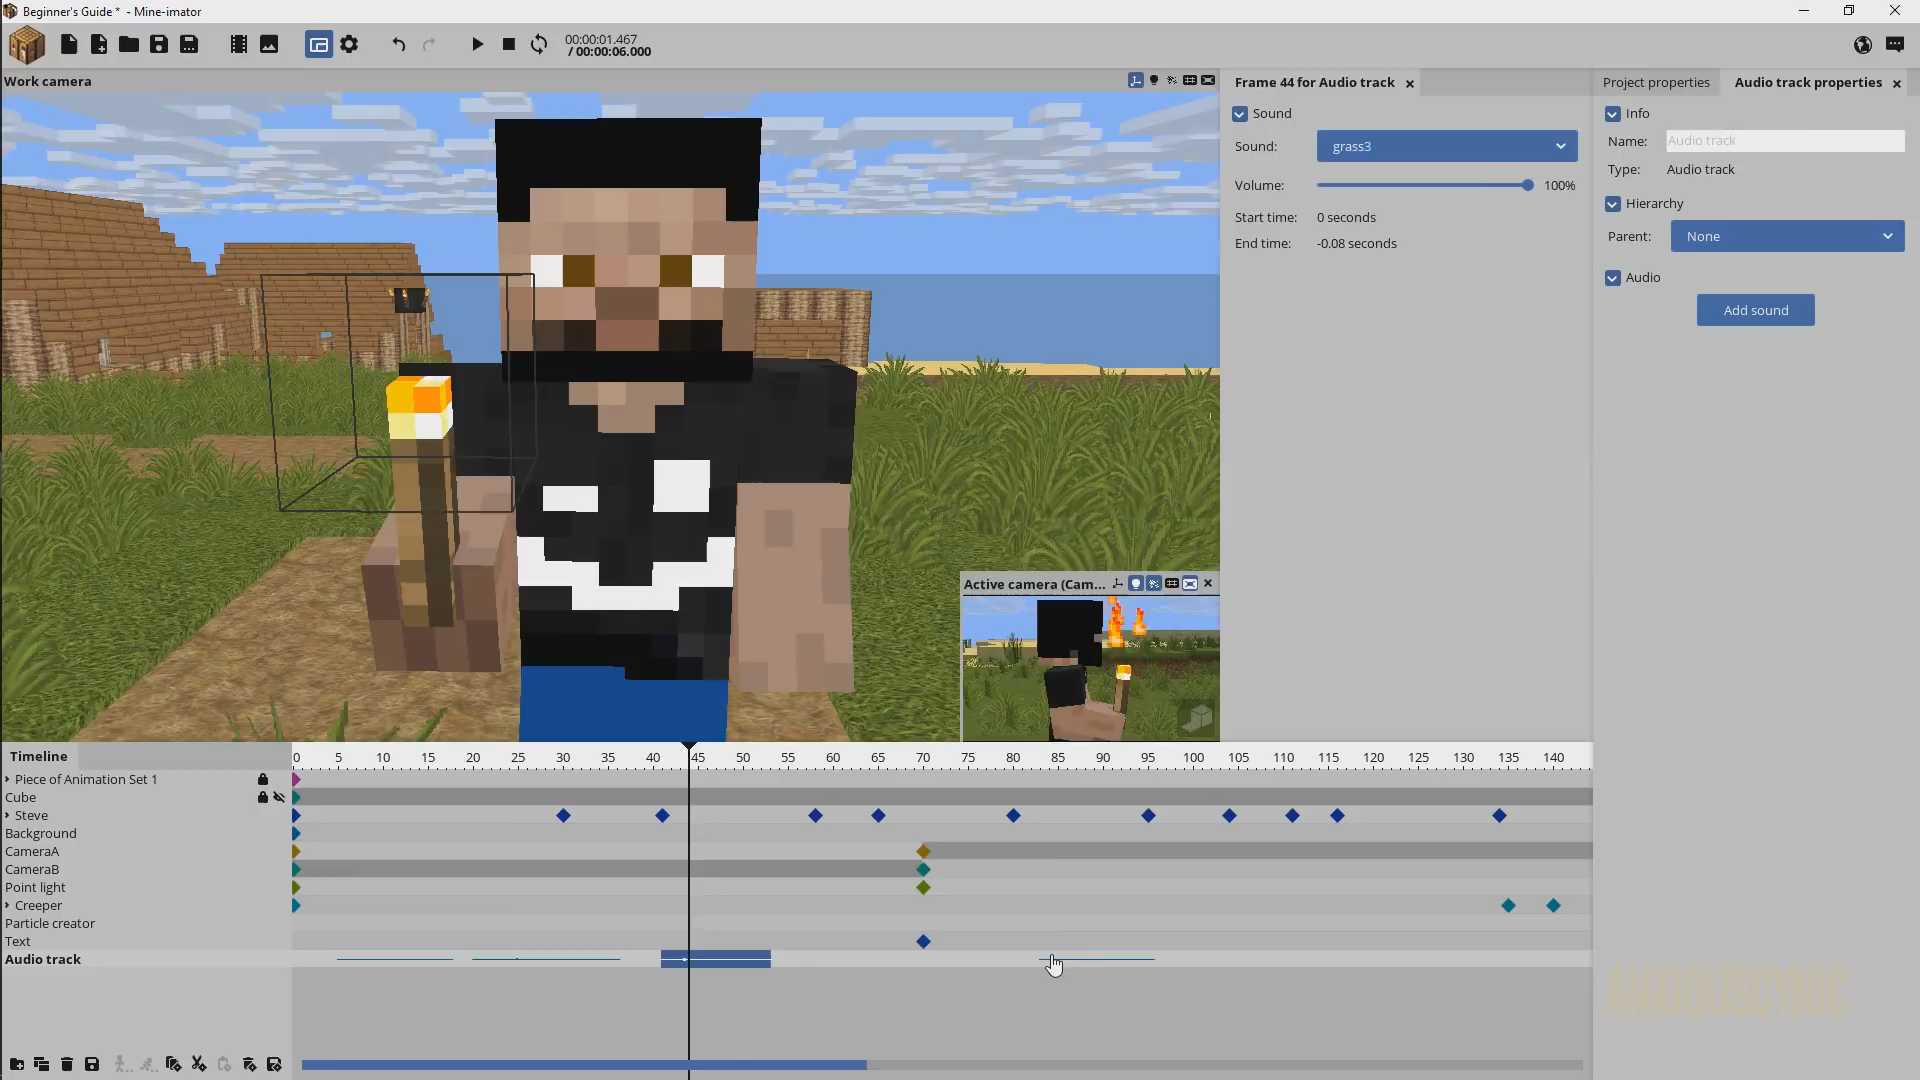 Beginner's Guide * - Mine-imator
00:00:01.467
/ 00:00:06.000
Work camera
Frame 44 for Audio track
Sound
Sound: grass3
Volume: 100%
Start time: 0 seconds
End time: -0.08 seconds
Project properties Audio track properties
Info
Name: Audio track
Type: Audio track
Hierarchy
Parent: None
Audio
Add sound
Active camera (Cam...
Timeline
0 5 10 15 20 25 30 35 40 45 50 55 60 65 70 75 80 85 90 95 100 105 110 115 120 125 130 135 140
Piece of Animation Set 1
Cube
Steve
Background
CameraA
CameraB
Point light
Creeper
Particle creator
Text
Audio track
ANXIOUSCYNIC